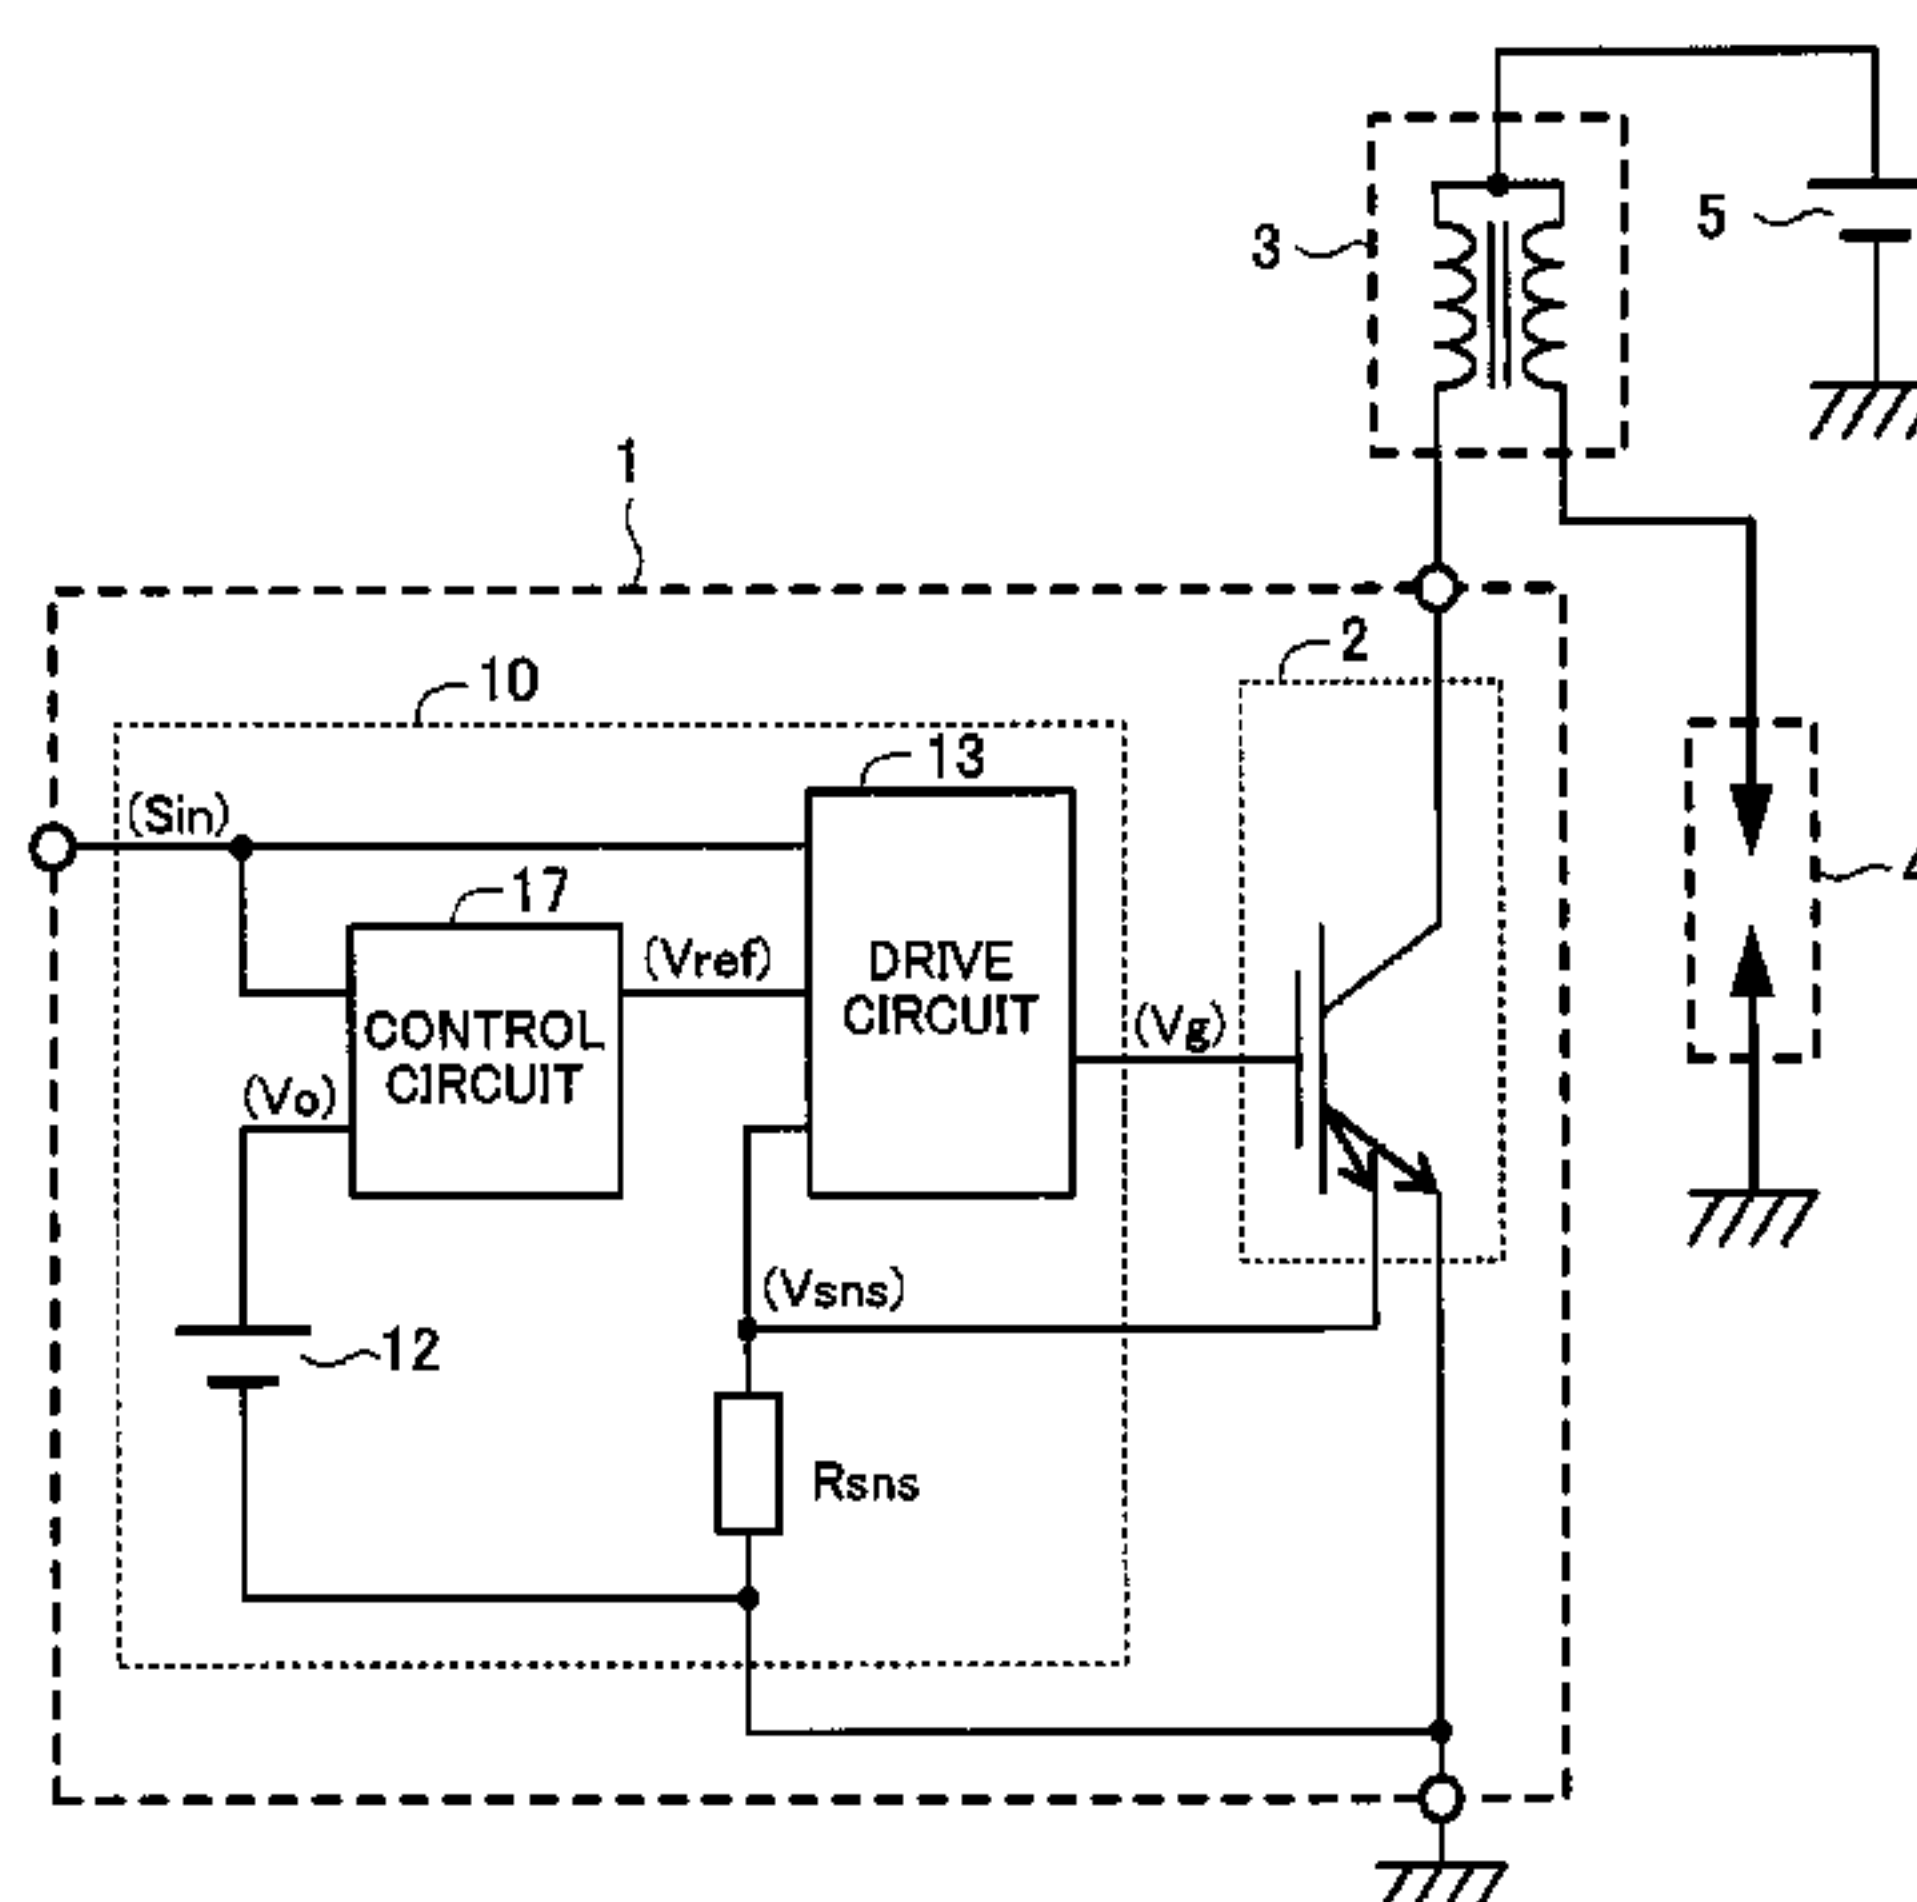 5
3
1
2
10
13
(Sin)
17
(Vref)
DRIVE
CIRCUIT
(Vg)
CONTROL
CIRCUIT
(Vo)
(Vsns)
12
Rsns